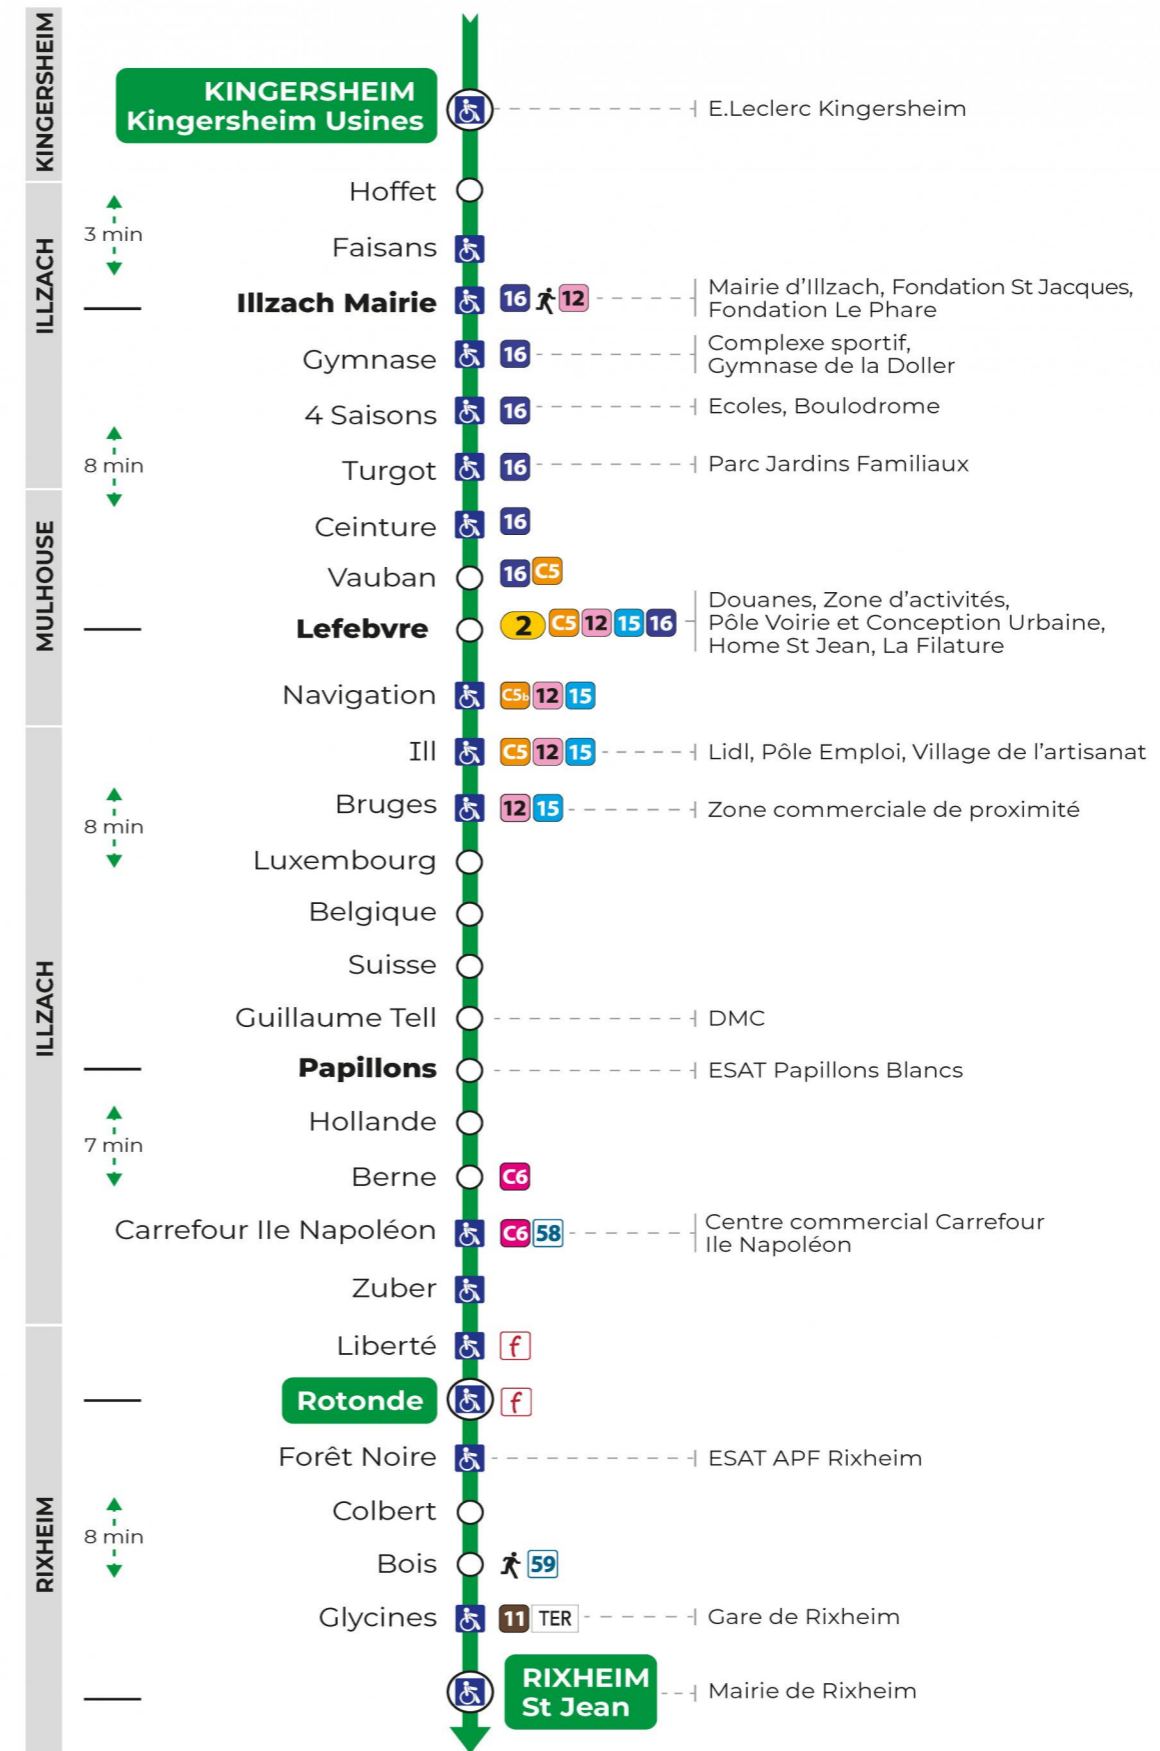 KINGERSHEIM
KINGERSHEIM
Kingersheim Usines
E.Leclerc Kingersheim
ILLZACH
Hoffet
3 min
Faisans
Illzach Mairie
16 12
Mairie d'Illzach, Fondation St Jacques,
Fondation Le Phare
Gymnase
16
Complexe sportif,
Gymnase de la Doller
4 Saisons
16
Ecoles, Boulodrome
8 min
Turgot
16
Parc Jardins Familiaux
MULHOUSE
Ceinture
16
Vauban
16 C5
Lefebvre
2 C5 12 15 16
Douanes, Zone d'activités,
Pôle Voirie et Conception Urbaine,
Home St Jean, La Filature
Navigation
C5b 12 15
ILLZACH
Ill
C5 12 15
Lidl, Pôle Emploi, Village de l'artisanat
Bruges
12 15
Zone commerciale de proximité
8 min
Luxembourg
Belgique
Suisse
Guillaume Tell
DMC
Papillons
ESAT Papillons Blancs
Hollande
7 min
Berne
C6
Carrefour Ile Napoléon
C6 58
Centre commercial Carrefour
Ile Napoléon
Zuber
RIXHEIM
Liberté
f
Rotonde
f
Forêt Noire
ESAT APF Rixheim
Colbert
8 min
Bois
59
Glycines
11 TER
Gare de Rixheim
RIXHEIM
St Jean
Mairie de Rixheim